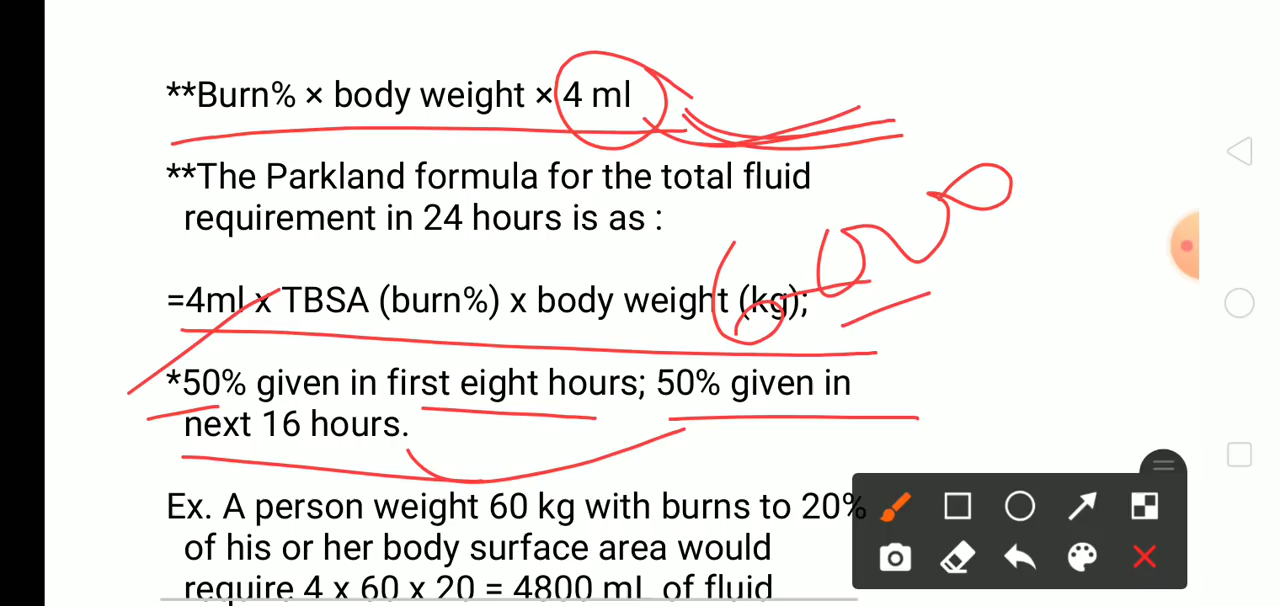 **Burn% × body weight × 4 ml
**The Parkland formula for the total fluid
requirement in 24 hours is as :
=4ml x TBSA (burn%) x body weight (kg);
*50% given in first eight hours; 50% given in
next 16 hours.
Ex. A person weight 60 kg with burns to 20%
of his or her body surface area would
require 4 x 60 x 20 = 4800 mL of fluid